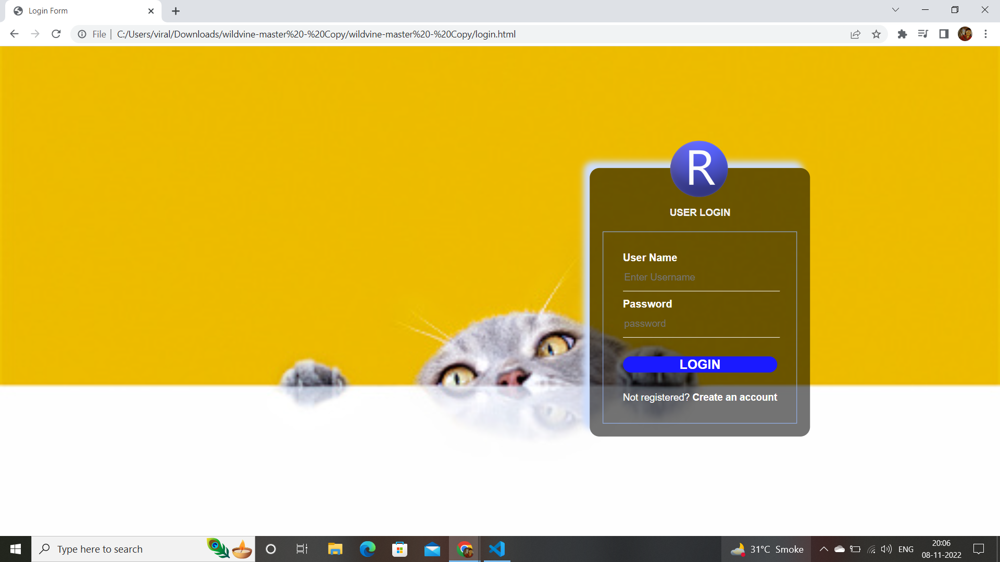 Login Form
File
C:/Users/viral/Downloads/wildvine-master%20-%20Copy/wildvine-master%20-%20Copy/login.html
R
USER LOGIN
User Name
Enter Username
Password
password
LOGIN
Not registered? Create an account
Type here to search
31°C Smoke
ENG
20:06
08-11-2022